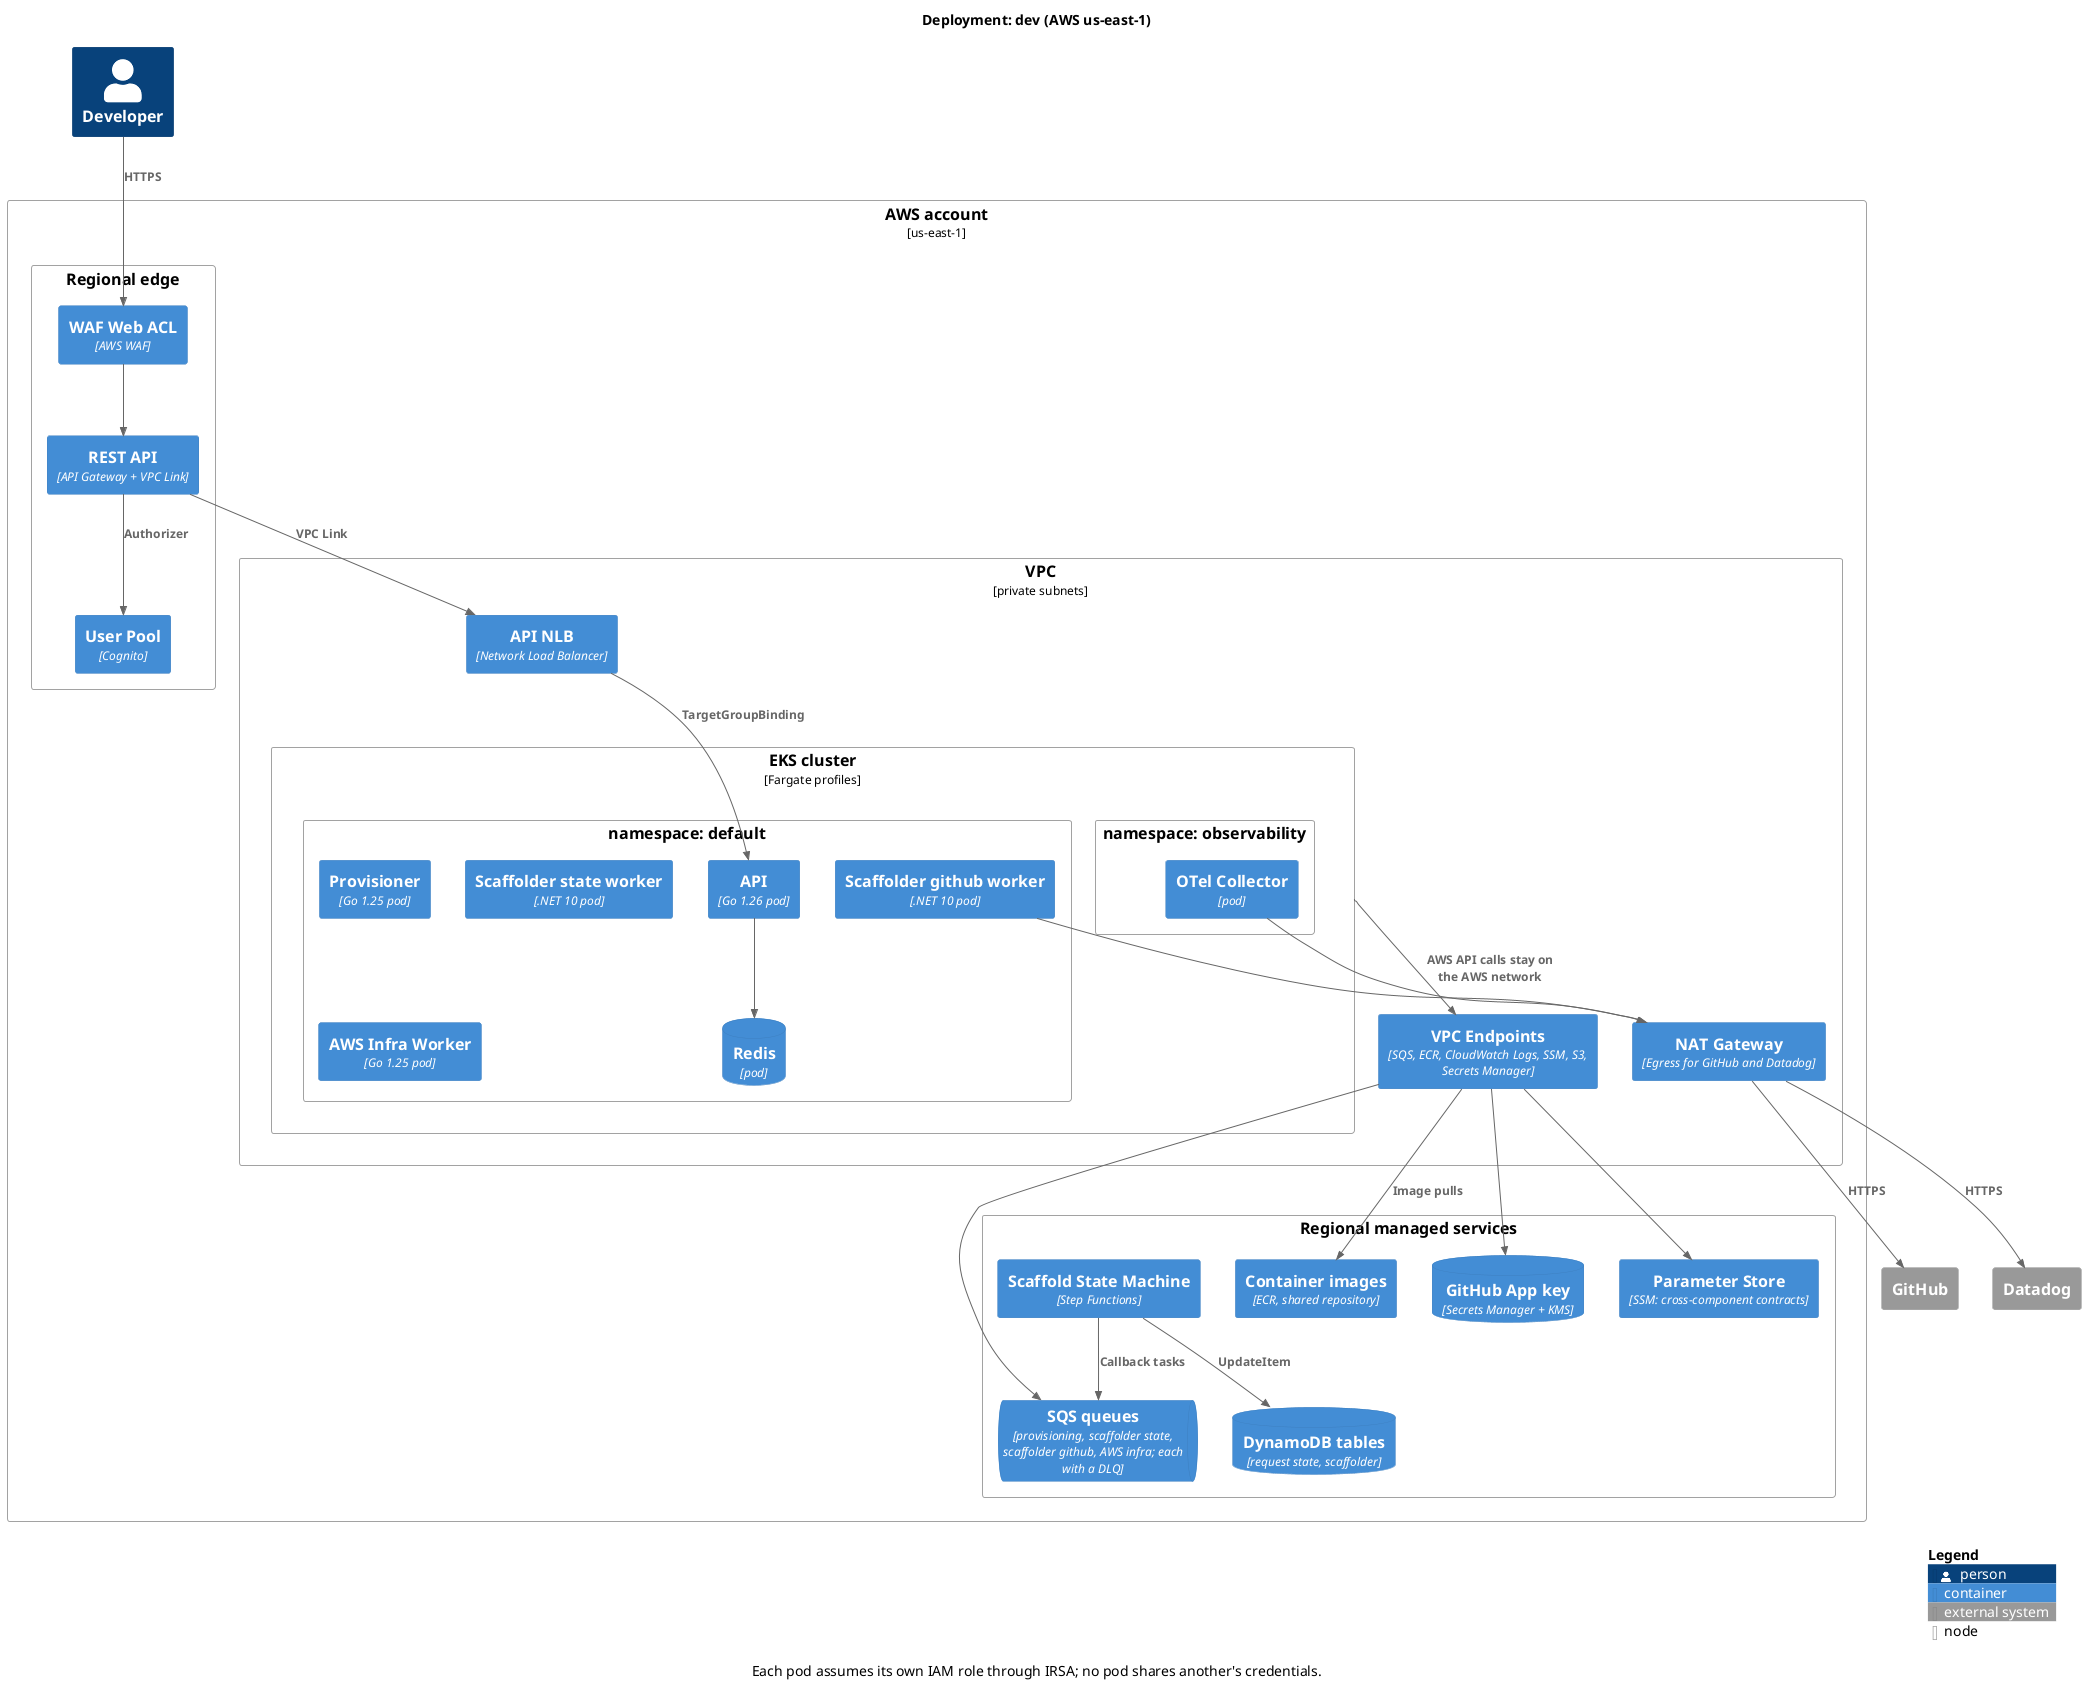 Deployment: dev (AWS us-east-1)
Developer
HTTPS
AWS account
[us-east-1]
Regional edge
WAF Web ACL
[AWS WAF]
REST API
[API Gateway + VPC Link]
Authorizer
VPC Link
User Pool
[Cognito]
VPC
[private subnets]
API NLB
[Network Load Balancer]
TargetGroupBinding
EKS cluster
[Fargate profiles]
namespace: default
Provisioner
[Go 1.25 pod]
Scaffolder state worker
[.NET 10 pod]
API
[Go 1.26 pod]
Scaffolder github worker
[.NET 10 pod]
namespace: observability
OTel Collector
[pod]
AWS Infra Worker
[Go 1.25 pod]
Redis
[pod]
AWS API calls stay on
the AWS network
VPC Endpoints
[SQS, ECR, CloudWatch Logs, SSM, S3,
Secrets Manager]
NAT Gateway
[Egress for GitHub and Datadog]
Image pulls
HTTPS
HTTPS
Regional managed services
Scaffold State Machine
[Step Functions]
Container images
[ECR, shared repository]
GitHub App key
[Secrets Manager + KMS]
Parameter Store
[SSM: cross-component contracts]
GitHub
Datadog
Callback tasks
UpdateItem
SQS queues
[provisioning, scaffolder state,
scaffolder github, AWS infra; each
with a DLQ]
DynamoDB tables
[request state, scaffolder]
Legend
person
container
external system
node
Each pod assumes its own IAM role through IRSA; no pod shares another's credentials.